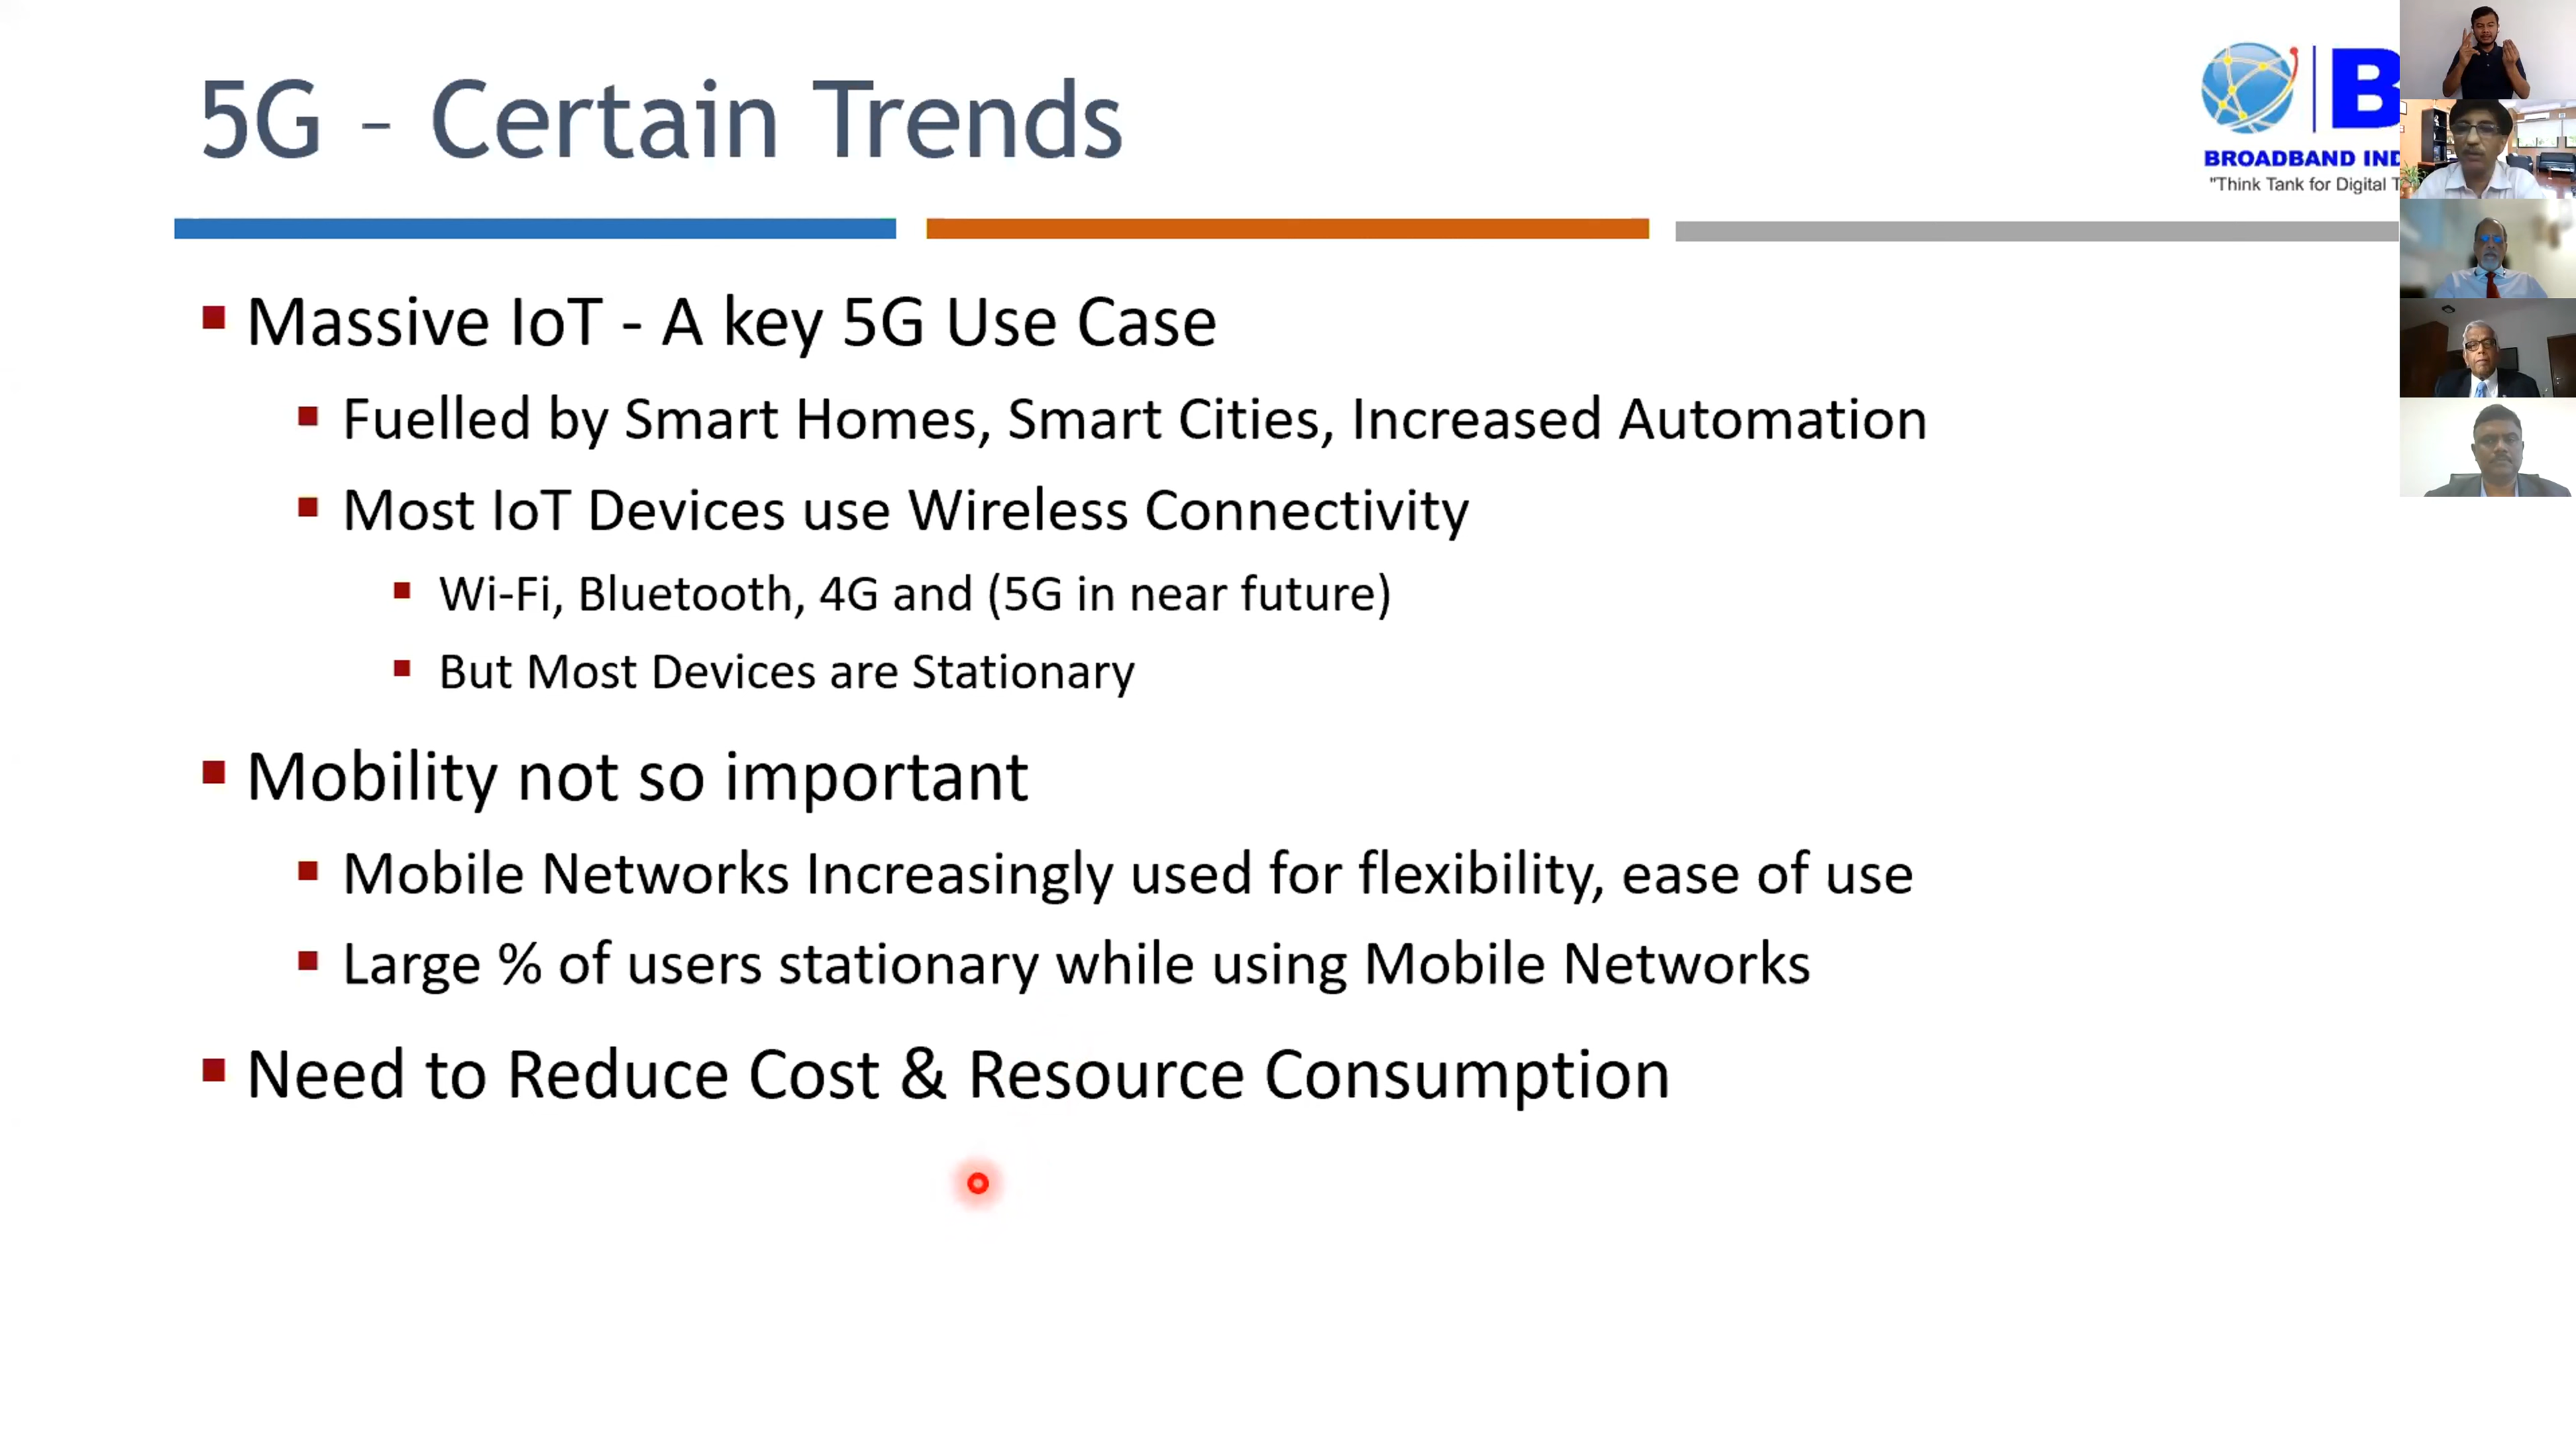 5G - Certain Trends
B
BROADBAND IND
"Think Tank for Digital T
Massive IoT - A key 5G Use Case
Fuelled by Smart Homes, Smart Cities, Increased Automation
Most IoT Devices use Wireless Connectivity
Wi-Fi, Bluetooth, 4G and (5G in near future)
But Most Devices are Stationary
Mobility not so important
Mobile Networks Increasingly used for flexibility, ease of use
Large % of users stationary while using Mobile Networks
Need to Reduce Cost & Resource Consumption